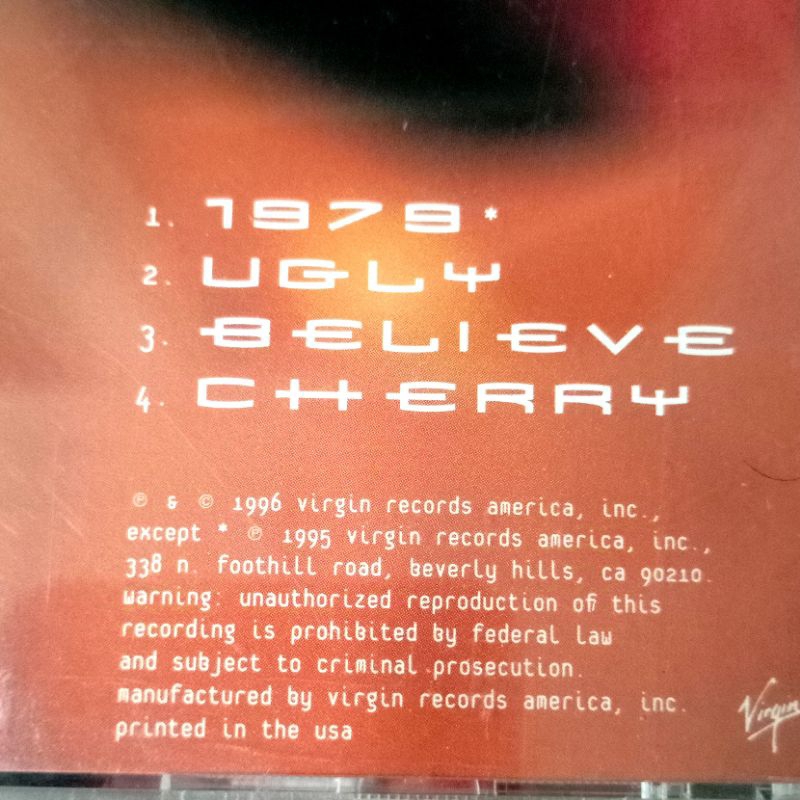 1. 1979*
2. UGLY
3. BELIEVE
4. CHERRY
℗ & © 1996 virgin records america, inc.,
except * ℗ 1995 virgin records america, inc.,
338 n. foothill road, beverly hills, ca 90210.
warning: unauthorized reproduction of this
recording is prohibited by federal law
and subject to criminal prosecution.
manufactured by virgin records america, inc.
printed in the usa
Virgin